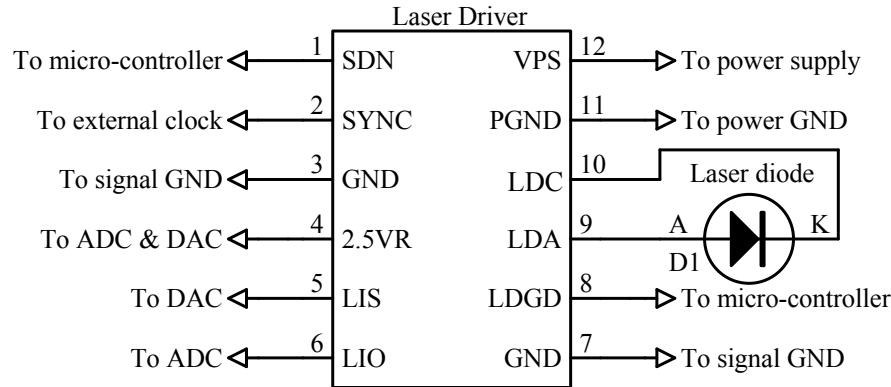 Laser Driver
To micro-controller 1 SDN VPS 12 To power supply
To external clock 2 SYNC PGND 11 To power GND
To signal GND 3 GND LDC 10 Laser diode
To ADC & DAC 4 2.5VR LDA 9 A K
D1
To DAC 5 LIS LDGD 8 To micro-controller
To ADC 6 LIO GND 7 To signal GND